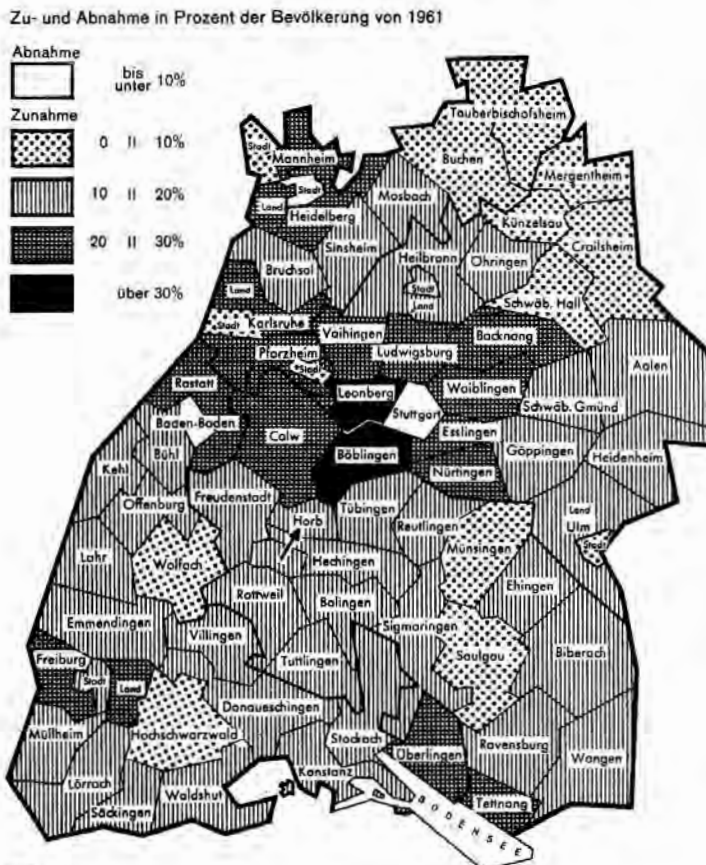 Zu- und Abnahme in Prozent der Bevölkerung von 1961
Abnahme
bis unter 10%
Zunahme
0 II 10%
10 II 20%
20 II 30%
über 30%
Tauberbischofsheim
Stadt
Mannheim
Buchen
Mergentheim
Stadt
Mosbach
Land
Heidelberg
Künzelsau
Sinsheim
Heilbronn
Crailsheim
Bruchsal
Öhringen
Stadt
Land
Land
Schwäb. Hall
Stadt
Karlsruhe
Vaihingen
Backnang
Pforzheim
Ludwigsburg
Stadt
Aalen
Rastatt
Leonberg
Waiblingen
Stuttgart
Schwäb. Gmünd
Baden-Baden
Calw
Esslingen
Bühl
Böblingen
Göppingen
Heidenheim
Kehl
Nürtingen
Freudenstadt
Offenburg
Horb
Tübingen
Reutlingen
Land
Ulm
Münsingen
Stadt
Lahr
Wolfach
Hechingen
Ehingen
Rottweil
Balingen
Emmendingen
Sigmaringen
Villingen
Saulgau
Biberach
Freiburg
Tuttlingen
Stadt
Land
Donaueschingen
Müllheim
Hochschwarzwald
Stockach
Überlingen
Ravensburg
Wangen
Konstanz
Lörrach
Waldshut
Säckingen
Tettnang
BODENSEE